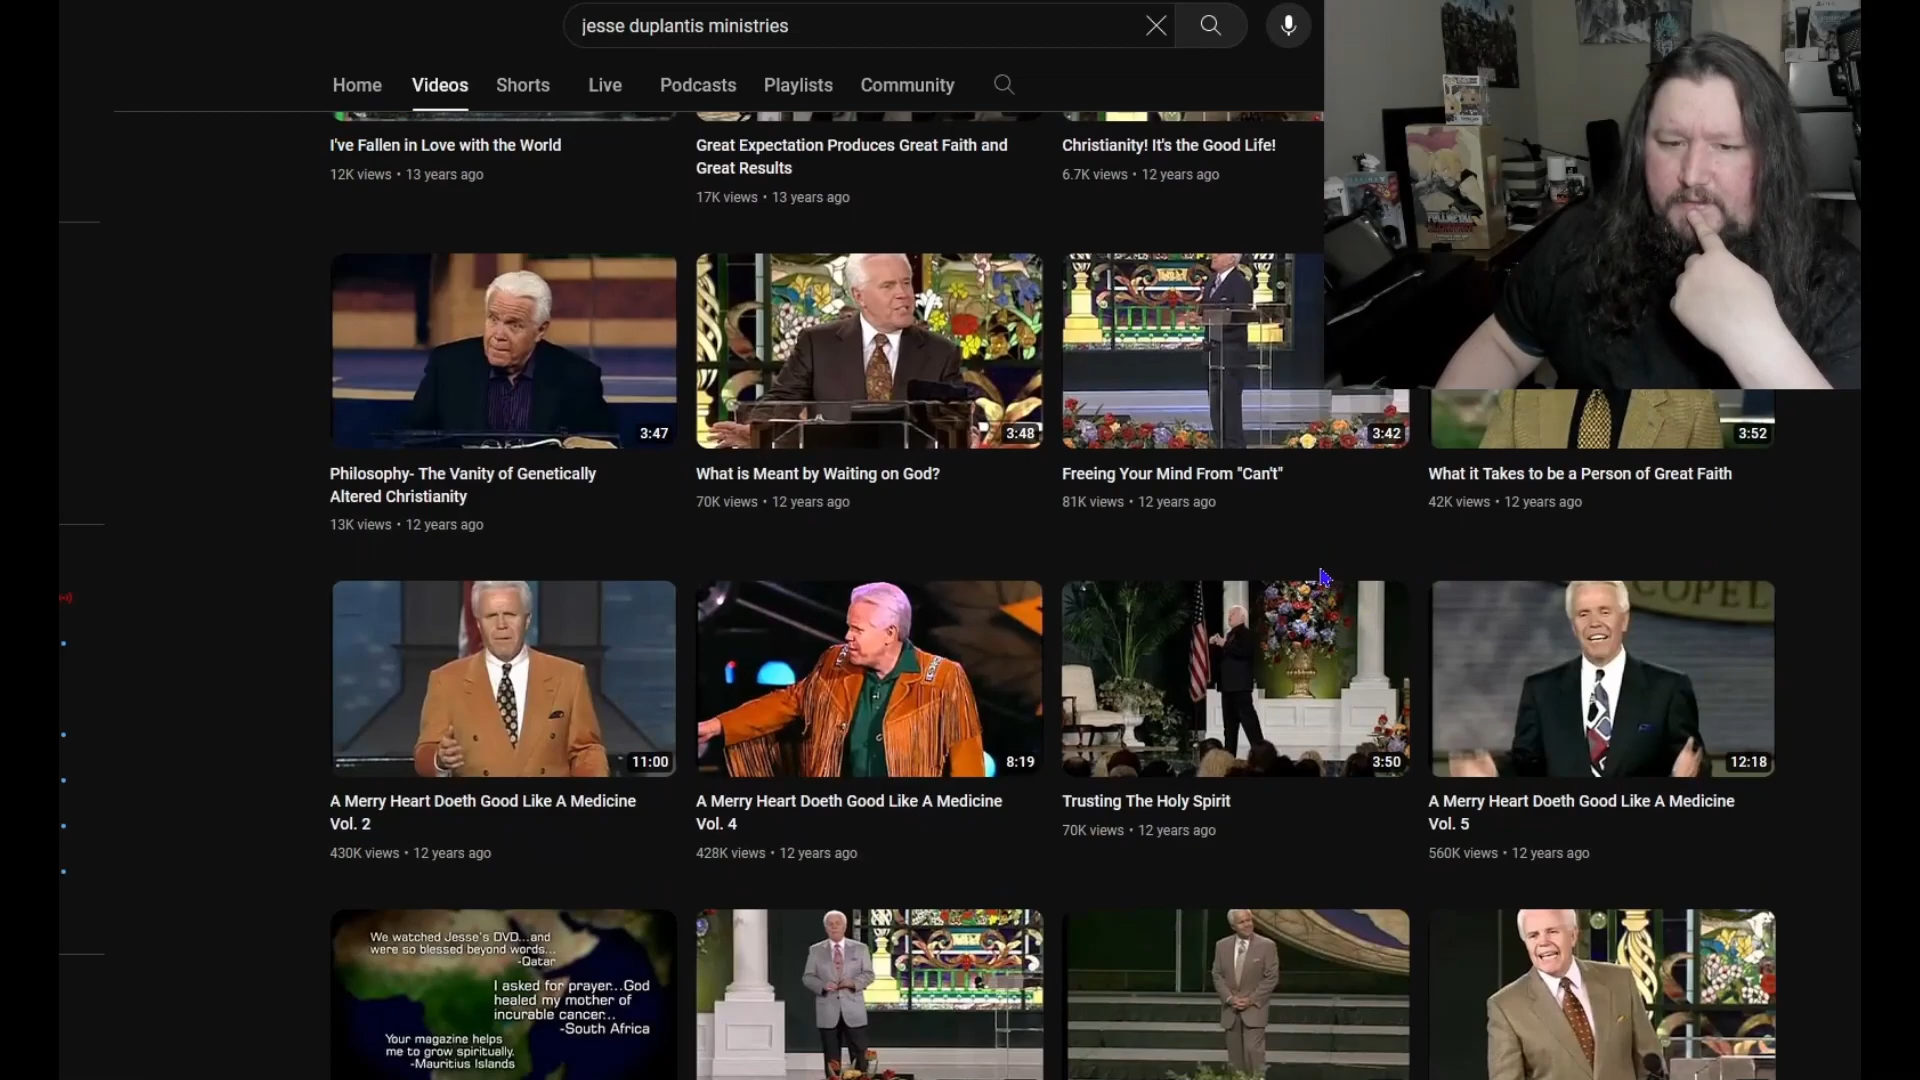 jesse duplantis ministries
Home Videos Shorts Live Podcasts Playlists Community
I've Fallen in Love with the World
12K views • 13 years ago
Great Expectation Produces Great Faith and
Great Results
17K views • 13 years ago
Christianity! It's the Good Life!
6.7K views • 12 years ago
3:47
3:48
3:42
3:52
Philosophy- The Vanity of Genetically
Altered Christianity
13K views • 12 years ago
What is Meant by Waiting on God?
70K views • 12 years ago
Freeing Your Mind From "Can't"
81K views • 12 years ago
What it Takes to be a Person of Great Faith
42K views • 12 years ago
COPEL
11:00
8:19
3:50
12:18
A Merry Heart Doeth Good Like A Medicine
Vol. 2
430K views • 12 years ago
A Merry Heart Doeth Good Like A Medicine
Vol. 4
428K views • 12 years ago
Trusting The Holy Spirit
70K views • 12 years ago
A Merry Heart Doeth Good Like A Medicine
Vol. 5
560K views • 12 years ago
We watched Jesse's DVD...and
were so blessed beyond words...
-Qatar
I asked for prayer...God
healed my mother of
incurable cancer...
-South Africa
Your magazine helps
me to grow spiritually.
-Mauritius Islands